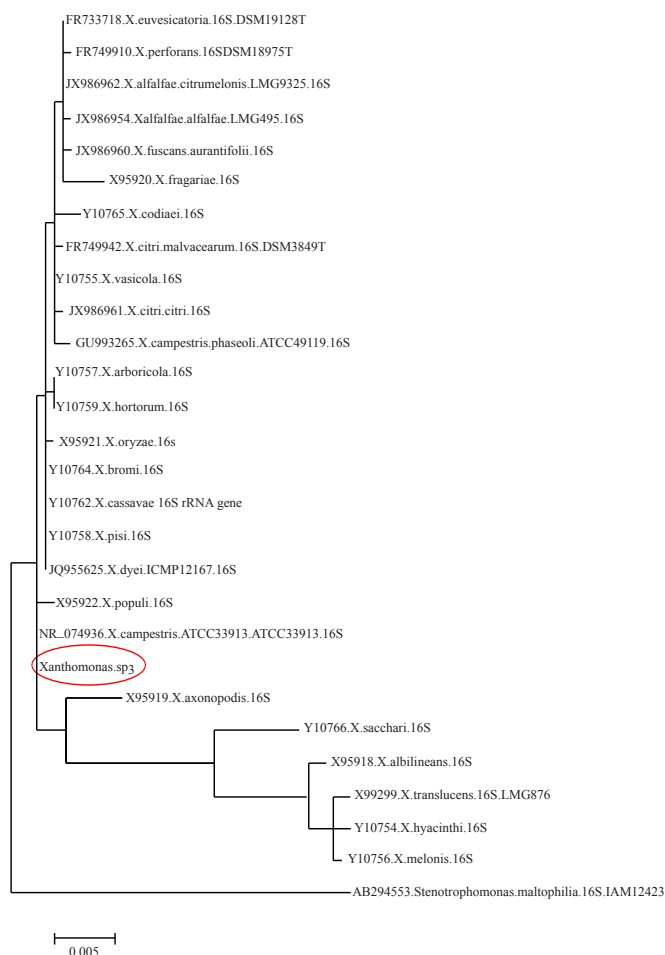 FR733718.X.euvesicatoria.16S.DSM19128T
FR749910.X.perforans.16SDSM18975T
JX986962.X.alfalfae.citrumelonis.LMG9325.16S
JX986954.Xalfalfae.alfalfae.LMG495.16S
JX986960.X.fuscans.aurantifolii.16S
X95920.X.fragariae.16S
Y10765.X.codiaei.16S
FR749942.X.citri.malvacearum.16S.DSM3849T
Y10755.X.vasicola.16S
JX986961.X.citri.citri.16S
GU993265.X.campestris.phaseoli.ATCC49119.16S
Y10757.X.arboricola.16S
Y10759.X.hortorum.16S
X95921.X.oryzae.16s
Y10764.X.bromi.16S
Y10762.X.cassavae 16S rRNA gene
Y10758.X.pisi.16S
JQ955625.X.dyei.ICMP12167.16S
X95922.X.populi.16S
NR_074936.X.campestris.ATCC33913.ATCC33913.16S
Xanthomonas.sp3
X95919.X.axonopodis.16S
Y10766.X.sacchari.16S
X95918.X.albilineans.16S
X99299.X.translucens.16S.LMG876
Y10754.X.hyacinthi.16S
Y10756.X.melonis.16S
AB294553.Stenotrophomonas.maltophilia.16S.IAM12423
0.005